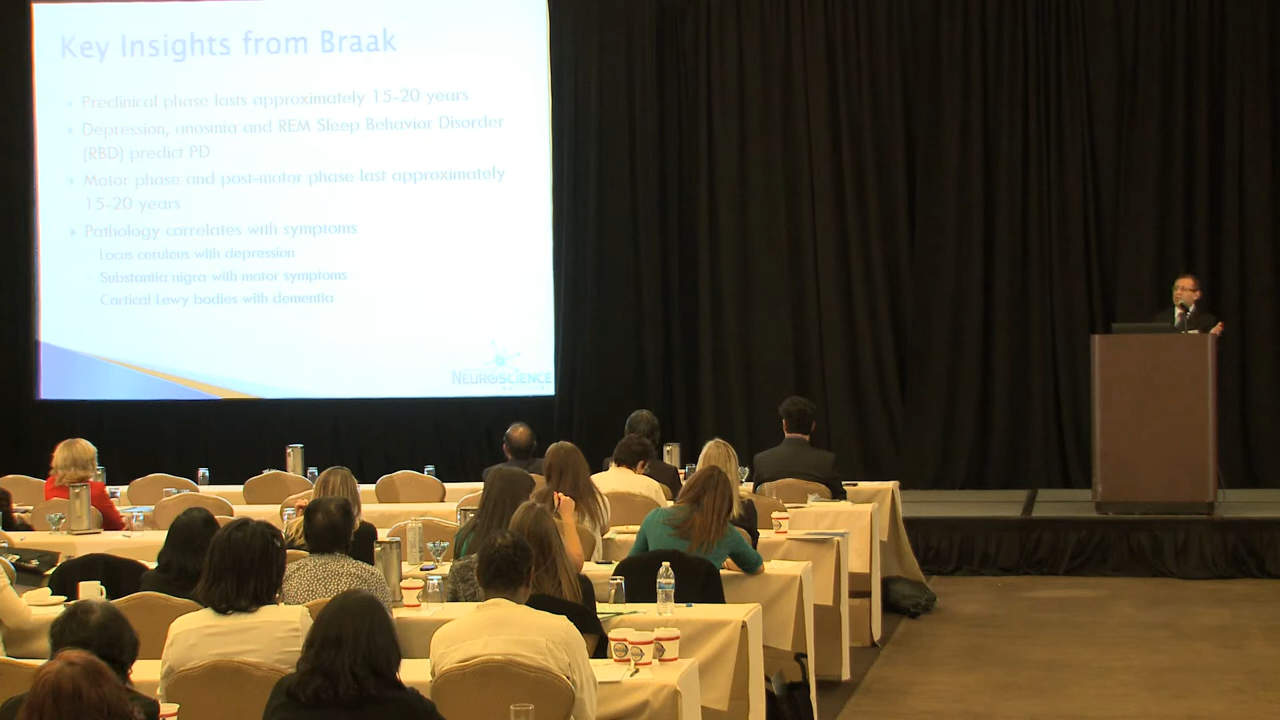 Key Insights from Braak
Preclinical phase lasts approximately 15-20 years
Depression, anosmia and REM Sleep Behavior Disorder
(RBD) predict PD
Motor phase and post-motor phase last approximately
15-20 years
Pathology correlates with symptoms
Locus ceruleus with depression
Substantia nigra with motor symptoms
Cortical Lewy bodies with dementia
NEUROSCIENCE